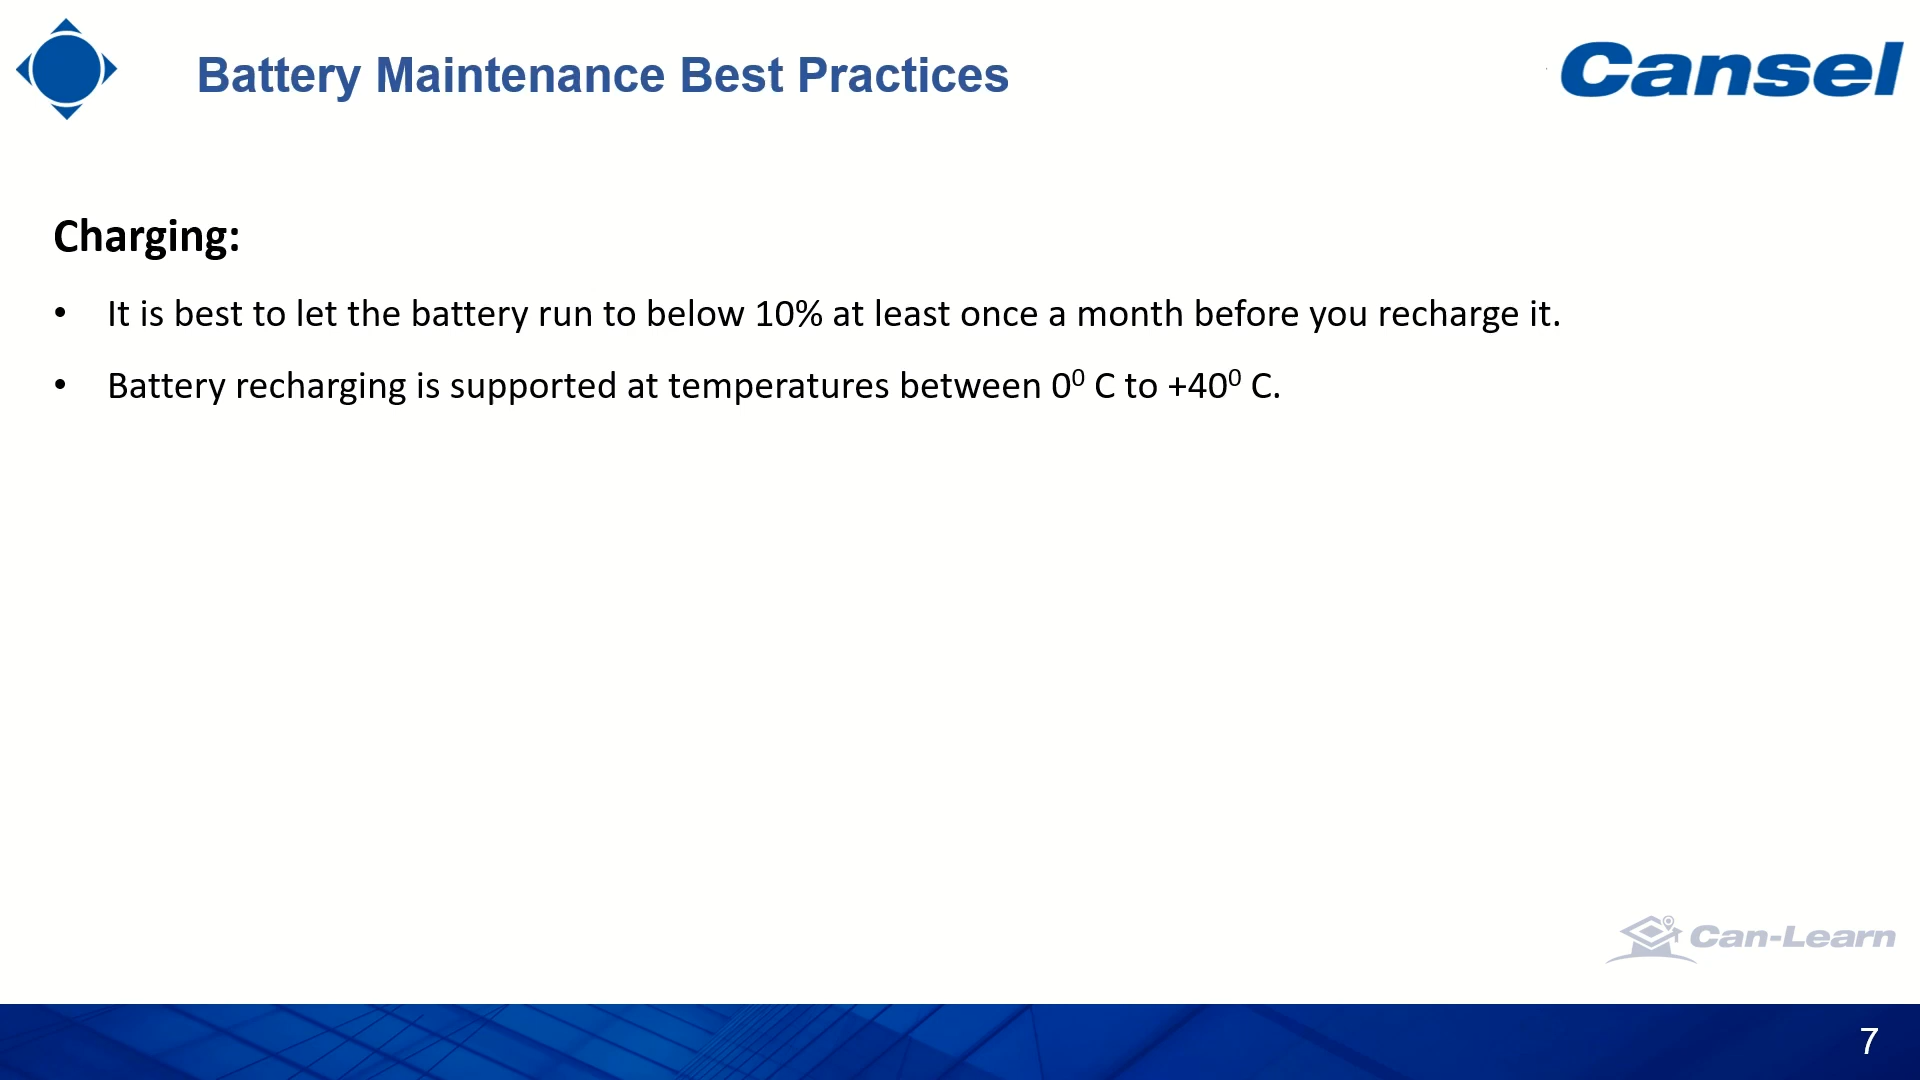 Battery Maintenance Best Practices
Cansel
Charging:
• It is best to let the battery run to below 10% at least once a month before you recharge it.
• Battery recharging is supported at temperatures between 0⁰ C to +40⁰ C.
Can-Learn
7